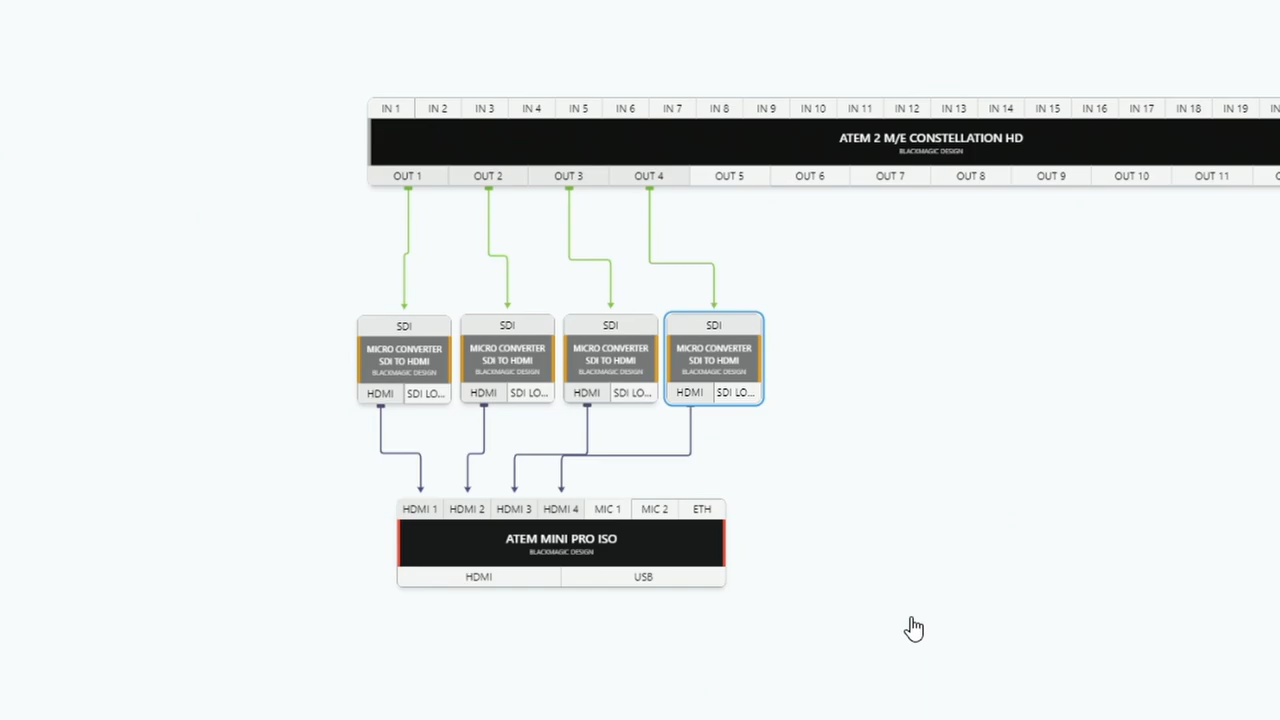 IN 1 IN 2 IN 3 IN 4 IN 5 IN 6 IN 7 IN 8 IN 9 IN 10 IN 11 IN 12 IN 13 IN 14 IN 15 IN 16 IN 17 IN 18 IN 19
ATEM 2 M/E CONSTELLATION HD
BLACKMAGIC DESIGN
OUT 1 OUT 2 OUT 3 OUT 4 OUT 5 OUT 6 OUT 7 OUT 8 OUT 9 OUT 10 OUT 11
SDI SDI SDI SDI
MICRO CONVERTER MICRO CONVERTER MICRO CONVERTER MICRO CONVERTER
SDI TO HDMI SDI TO HDMI SDI TO HDMI SDI TO HDMI
BLACKMAGIC DESIGN BLACKMAGIC DESIGN BLACKMAGIC DESIGN BLACKMAGIC DESIGN
HDMI SDI LO... HDMI SDI LO... HDMI SDI LO... HDMI SDI LO...
HDMI 1 HDMI 2 HDMI 3 HDMI 4 MIC 1 MIC 2 ETH
ATEM MINI PRO ISO
BLACKMAGIC DESIGN
HDMI USB